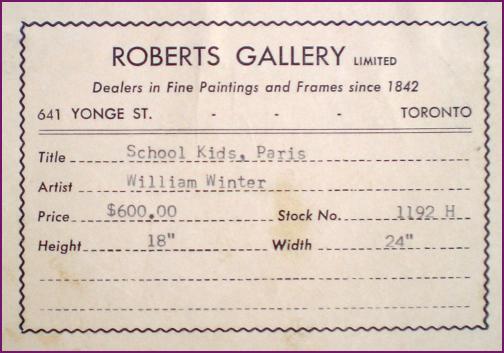 ROBERTS GALLERY LIMITED
Dealers in Fine Paintings and Frames since 1842
641 YONGE ST. - - - TORONTO
Title School Kids, Paris
Artist William Winter
Price $600.00 Stock No. 1192 H
Height 18" Width 24"